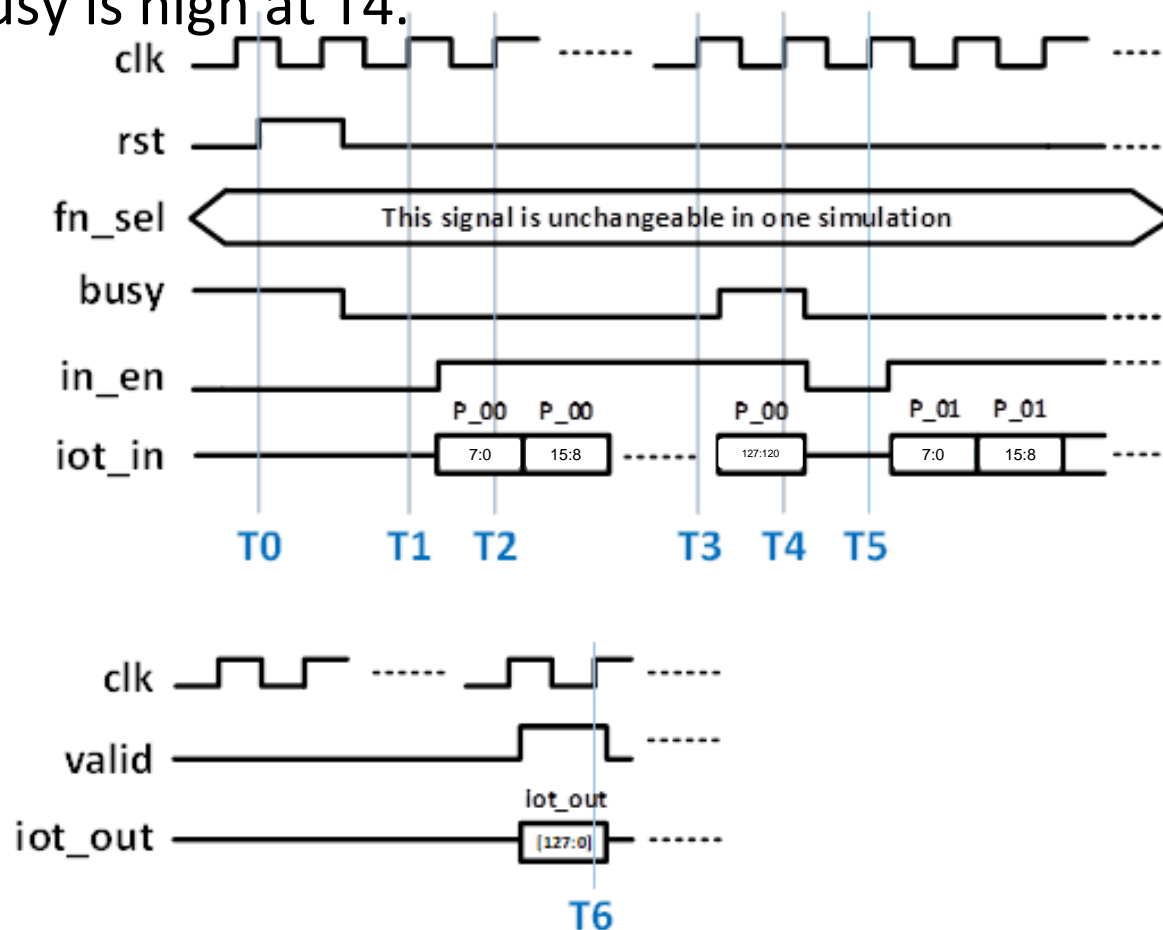 busy is high at T4.
clk
rst
fn_sel This signal is unchangeable in one simulation
busy
in_en
P_00 P_00 P_00 P_01 P_01
iot_in 7:0 15:8 127:120 7:0 15:8
T0 T1 T2 T3 T4 T5
clk
valid
iot_out
iot_out [127:0]
T6